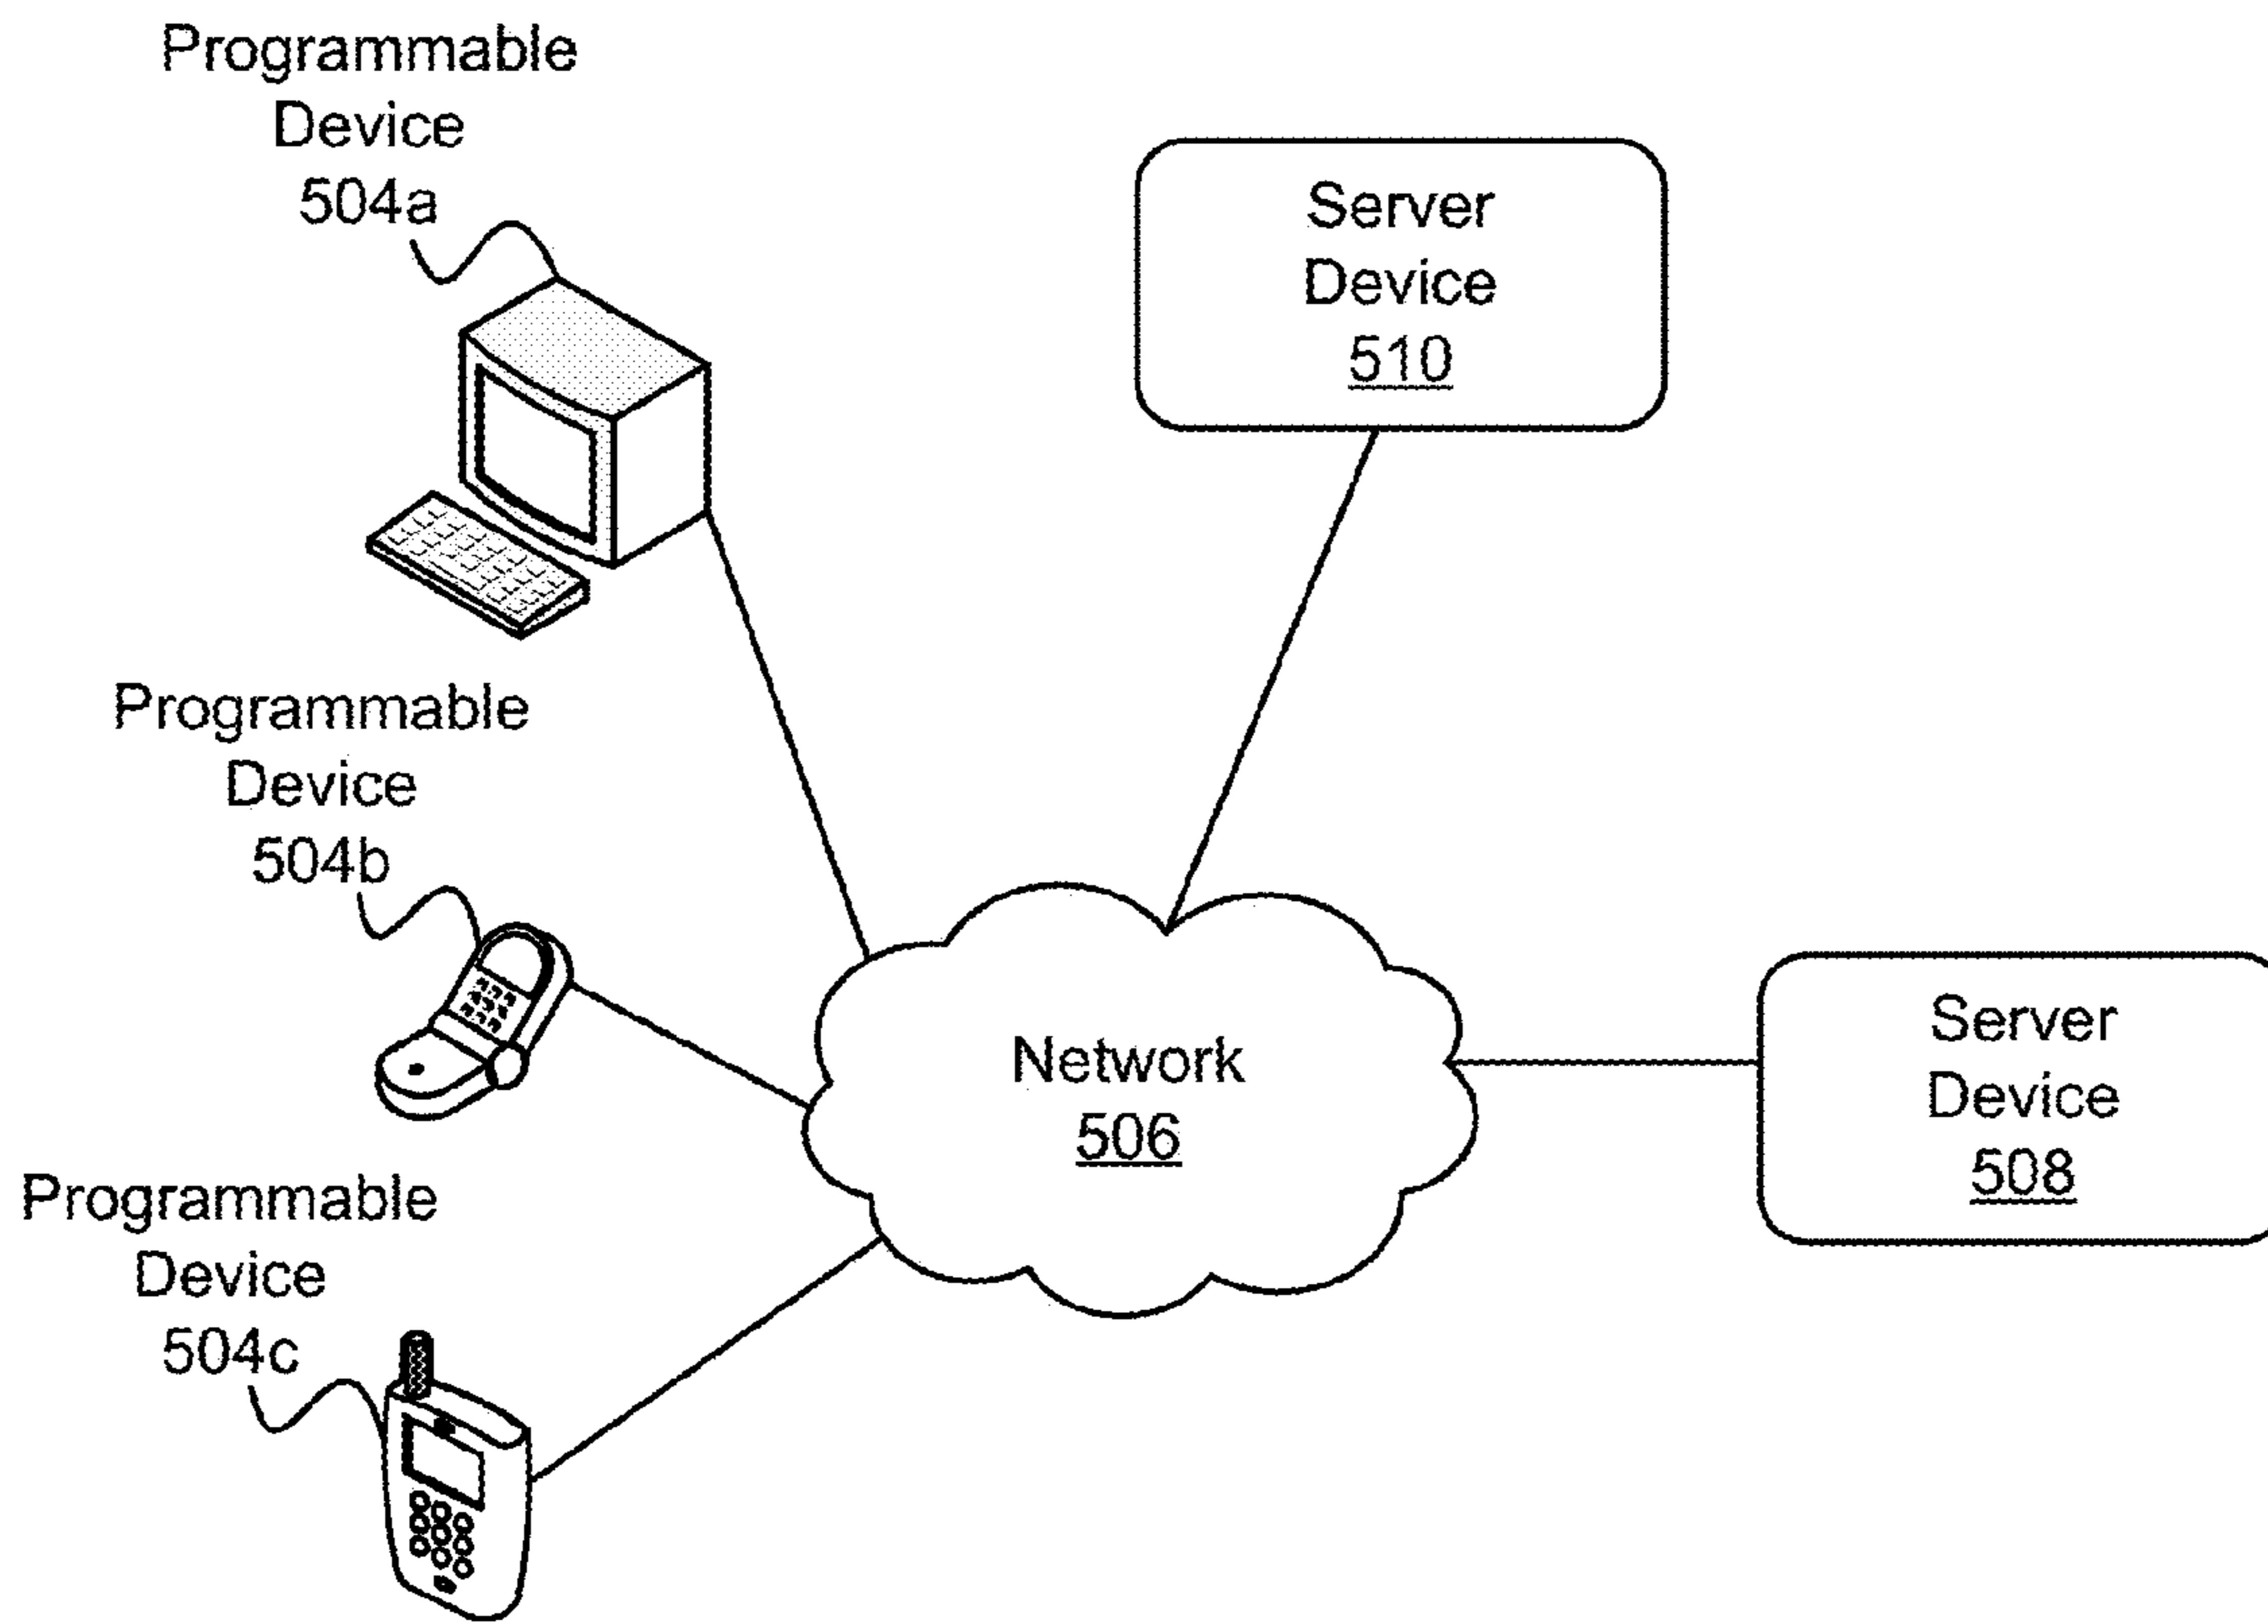 Programmable
Device
504a
Server
Device
510
Programmable
Device
504b
Network
506
Server
Device
508
Programmable
Device
504c